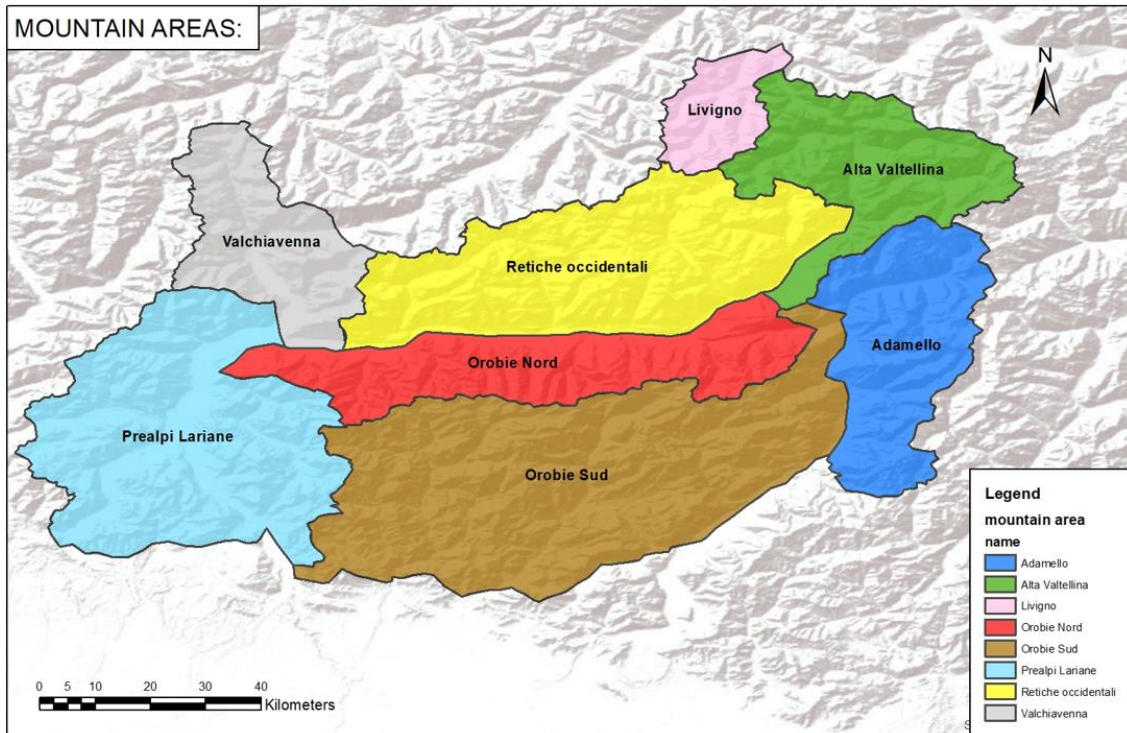 MOUNTAIN AREAS:
N
Livigno
Alta Valtellina
Valchiavenna
Retiche occidentali
Adamello
Orobie Nord
Prealpi Lariane
Orobie Sud
Legend
mountain area
name
Adamello
Alta Valtellina
Livigno
Orobie Nord
Orobie Sud
Prealpi Lariane
Retiche occidentali
Valchiavenna
0 5 10 20 30 40
Kilometers